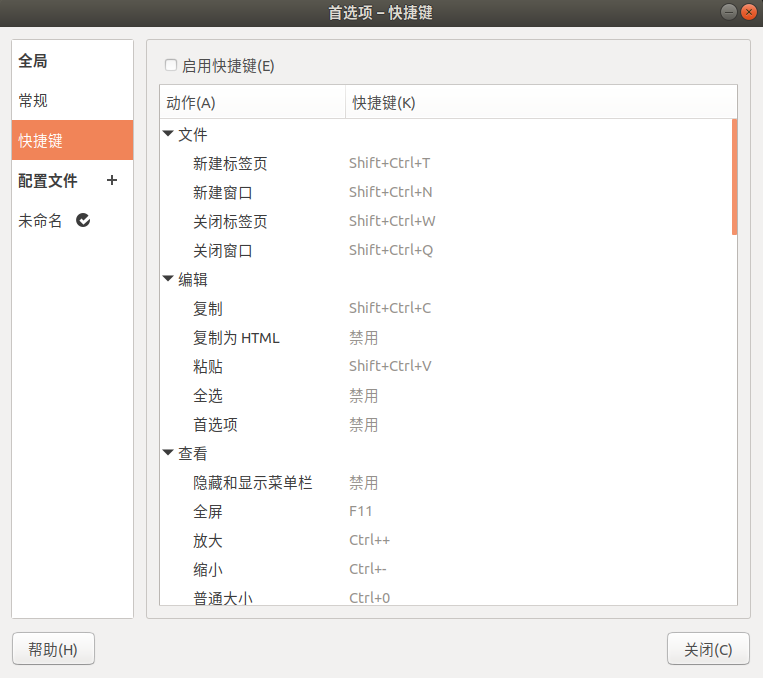 首选项 – 快捷键
全局
常规
快捷键
配置文件 +
未命名
启用快捷键(E)
动作(A) 快捷键(K)
文件
新建标签页 Shift+Ctrl+T
新建窗口 Shift+Ctrl+N
关闭标签页 Shift+Ctrl+W
关闭窗口 Shift+Ctrl+Q
编辑
复制 Shift+Ctrl+C
复制为 HTML 禁用
粘贴 Shift+Ctrl+V
全选 禁用
首选项 禁用
查看
隐藏和显示菜单栏 禁用
全屏 F11
放大 Ctrl++
缩小 Ctrl+-
普通大小 Ctrl+0
帮助(H) 关闭(C)